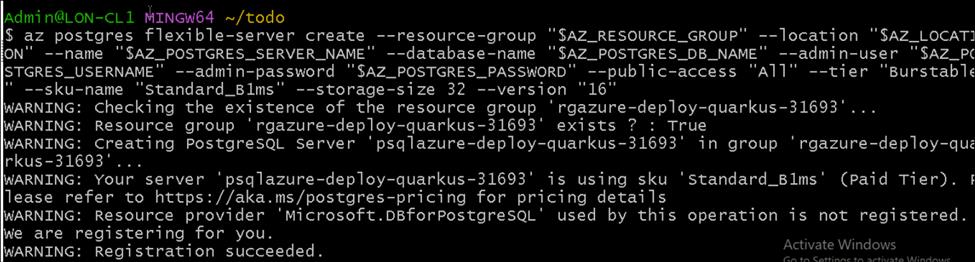 Admin@LON-CL1 MINGW64 ~/todo
$ az postgres flexible-server create --resource-group "$AZ_RESOURCE_GROUP" --location "$AZ_LOCATI
ON" --name "$AZ_POSTGRES_SERVER_NAME" --database-name "$AZ_POSTGRES_DB_NAME" --admin-user "$AZ_PO
STGRES_USERNAME" --admin-password "$AZ_POSTGRES_PASSWORD" --public-access "All" --tier "Burstable
" --sku-name "Standard_B1ms" --storage-size 32 --version "16"
WARNING: Checking the existence of the resource group 'rgazure-deploy-quarkus-31693'...
WARNING: Resource group 'rgazure-deploy-quarkus-31693' exists ? : True
WARNING: Creating PostgreSQL Server 'psqlazure-deploy-quarkus-31693' in group 'rgazure-deploy-qua
rkus-31693'...
WARNING: Your server 'psqlazure-deploy-quarkus-31693' is using sku 'Standard_B1ms' (Paid Tier). P
lease refer to https://aka.ms/postgres-pricing for pricing details
WARNING: Resource provider 'Microsoft.DBforPostgreSQL' used by this operation is not registered.
We are registering for you.
WARNING: Registration succeeded.
Activate Windows
Go to Settings to activate Windows.